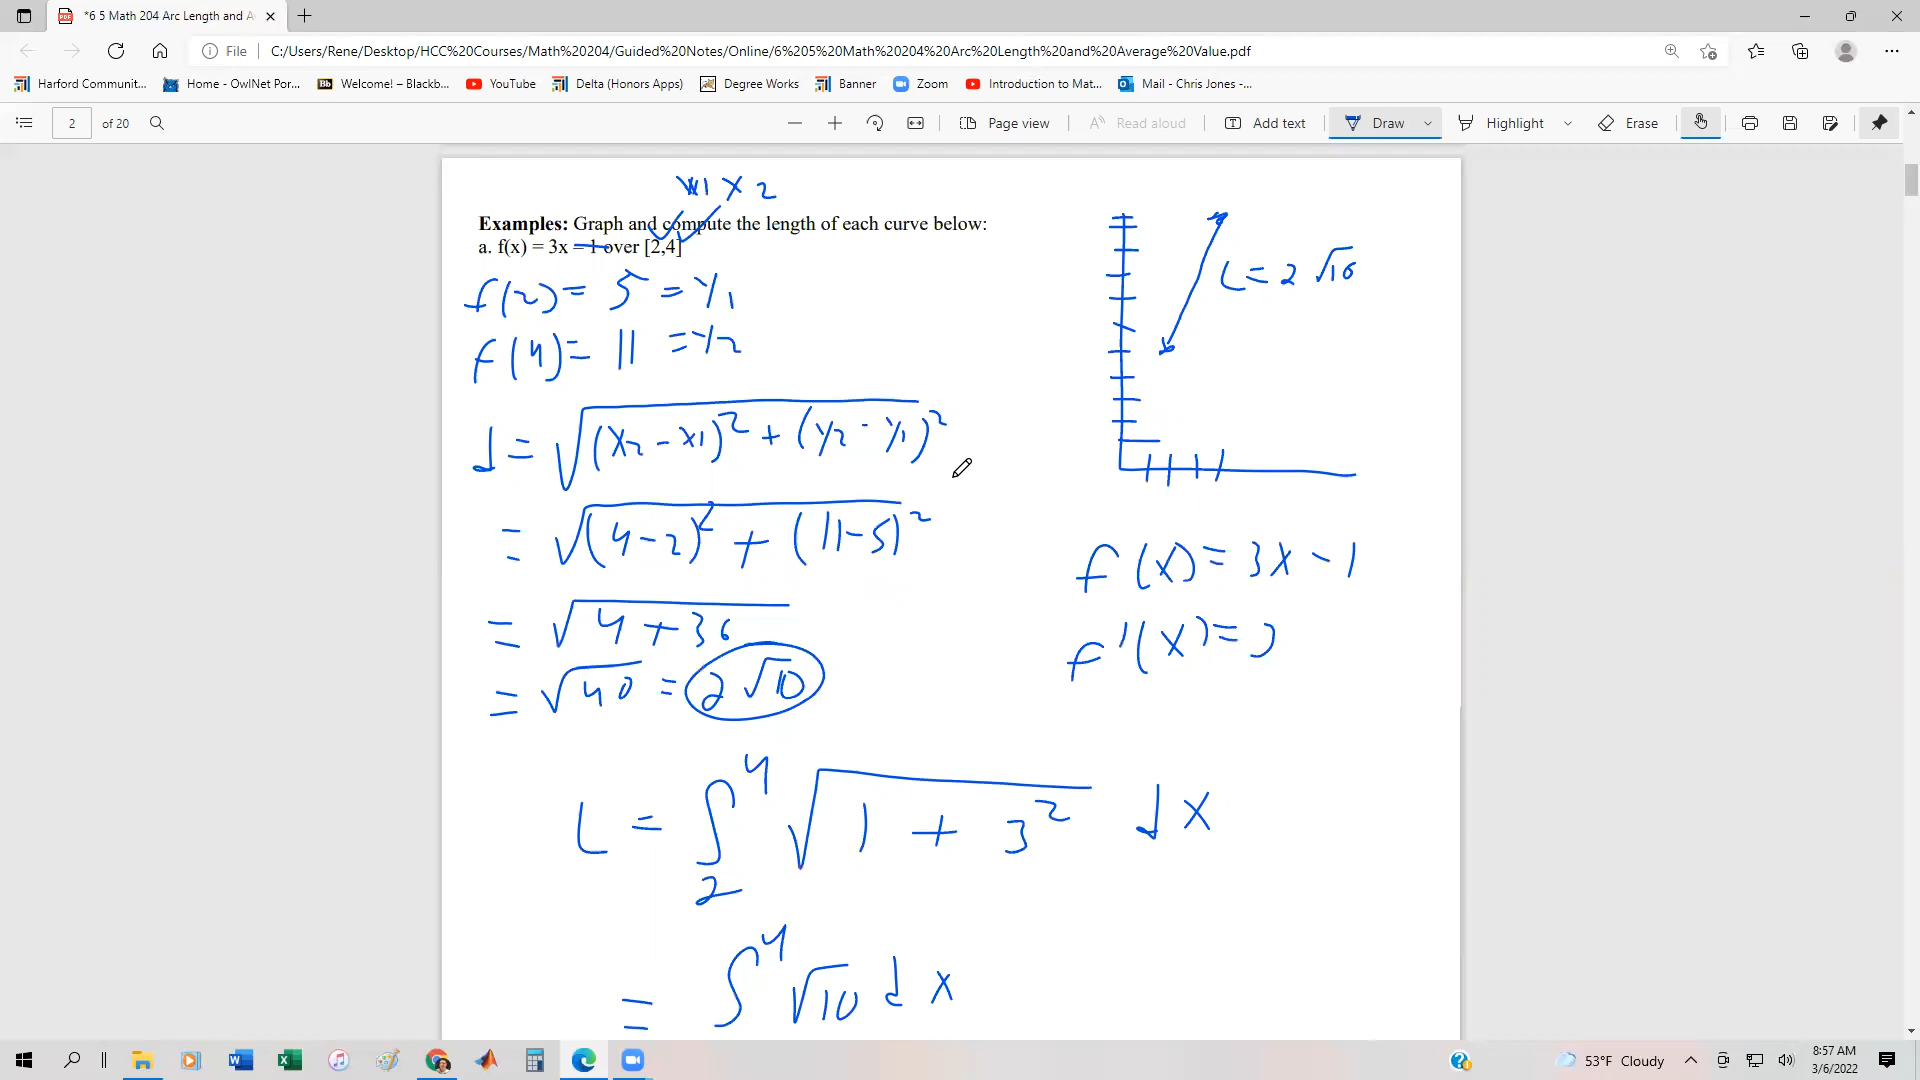 *6 5 Math 204 Arc Length and A
File C:/Users/Rene/Desktop/HCC%20Courses/Math%20204/Guided%20Notes/Online/6%205%20Math%20204%20Arc%20Length%20and%20Average%20Value.pdf
Harford Communit... Home - OwlNet Por... Welcome! – Blackb... YouTube Delta (Honors Apps) Degree Works Banner Zoom Introduction to Mat... Mail - Chris Jones -...
2 of 20 Page view Read aloud Add text Draw Highlight Erase
x1 x2
Examples: Graph and compute the length of each curve below:
a. f(x) = 3x – 1 over [2,4]
f(2) = 5 = y1
f(4) = 11 = y2
L = 2 √10
d = √(x2 - x1)² + (y2 - y1)²
= √(4 - 2)² + (11 - 5)²
f(x) = 3x - 1
= √4 + 36
f'(x) = 3
= √40 = 2 √10
L = ∫₂⁴ √1 + 3² dx
= ∫⁴ √10 dx
53°F Cloudy
8:57 AM
3/6/2022